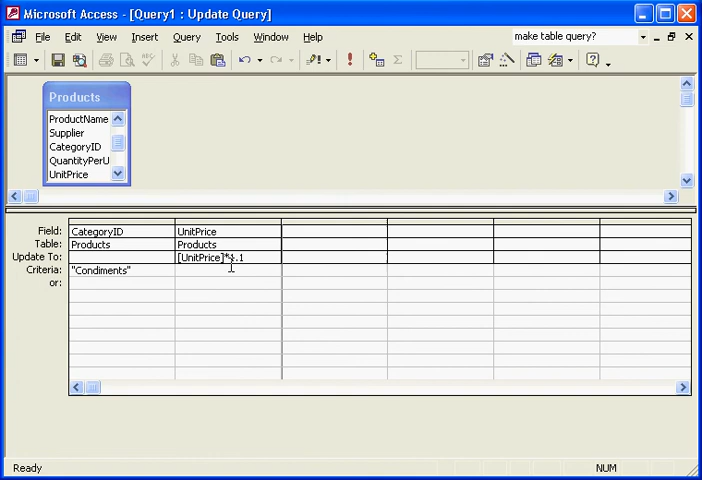 Microsoft Access - [Query1 : Update Query]
File Edit View Insert Query Tools Window Help make table query?
Products
ProductName
Supplier
CategoryID
QuantityPerU
UnitPrice
Field: CategoryID UnitPrice
Table: Products Products
Update To: [UnitPrice]*1.1
Criteria: "Condiments"
or:
Ready NUM